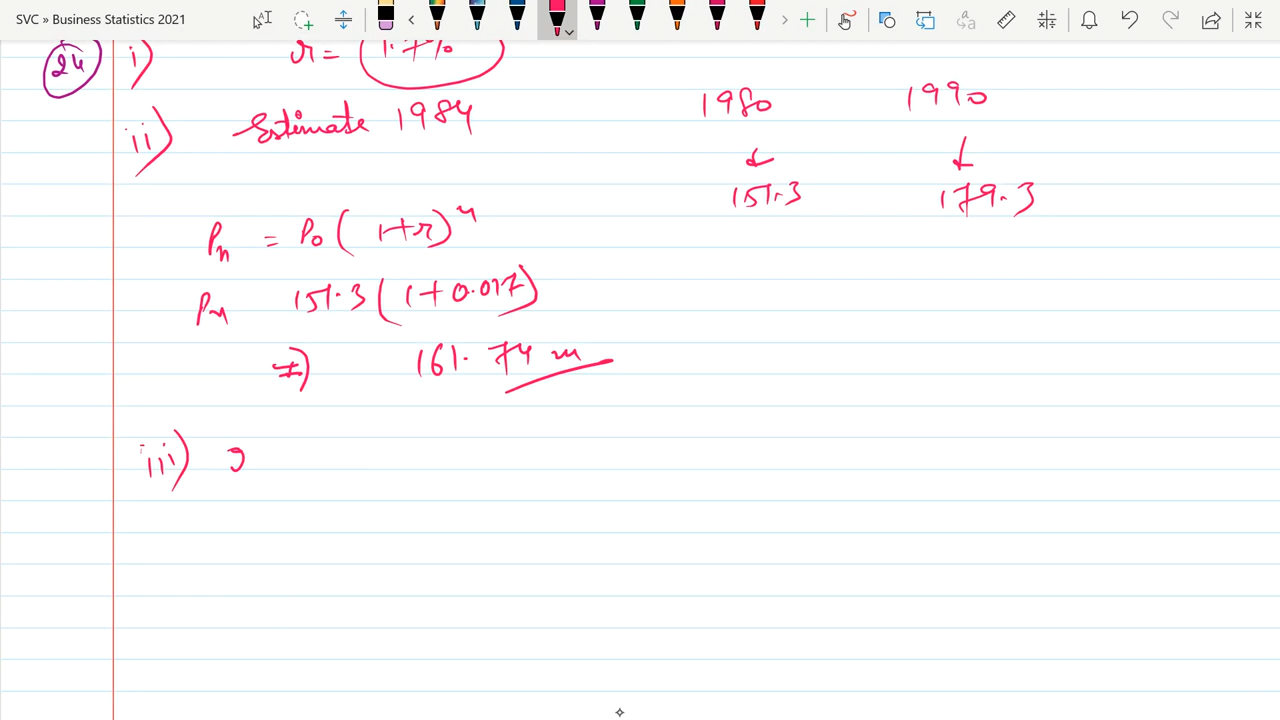 SVC » Business Statistics 2021
24 i) r = 1.7%
ii) Estimate 1984
1980 1990
↓ ↓
151.3 179.3
Pn = P0 ( 1+r)^4
Pn 151.3 ( 1+0.017)
⇒ 161.74 m
iii)